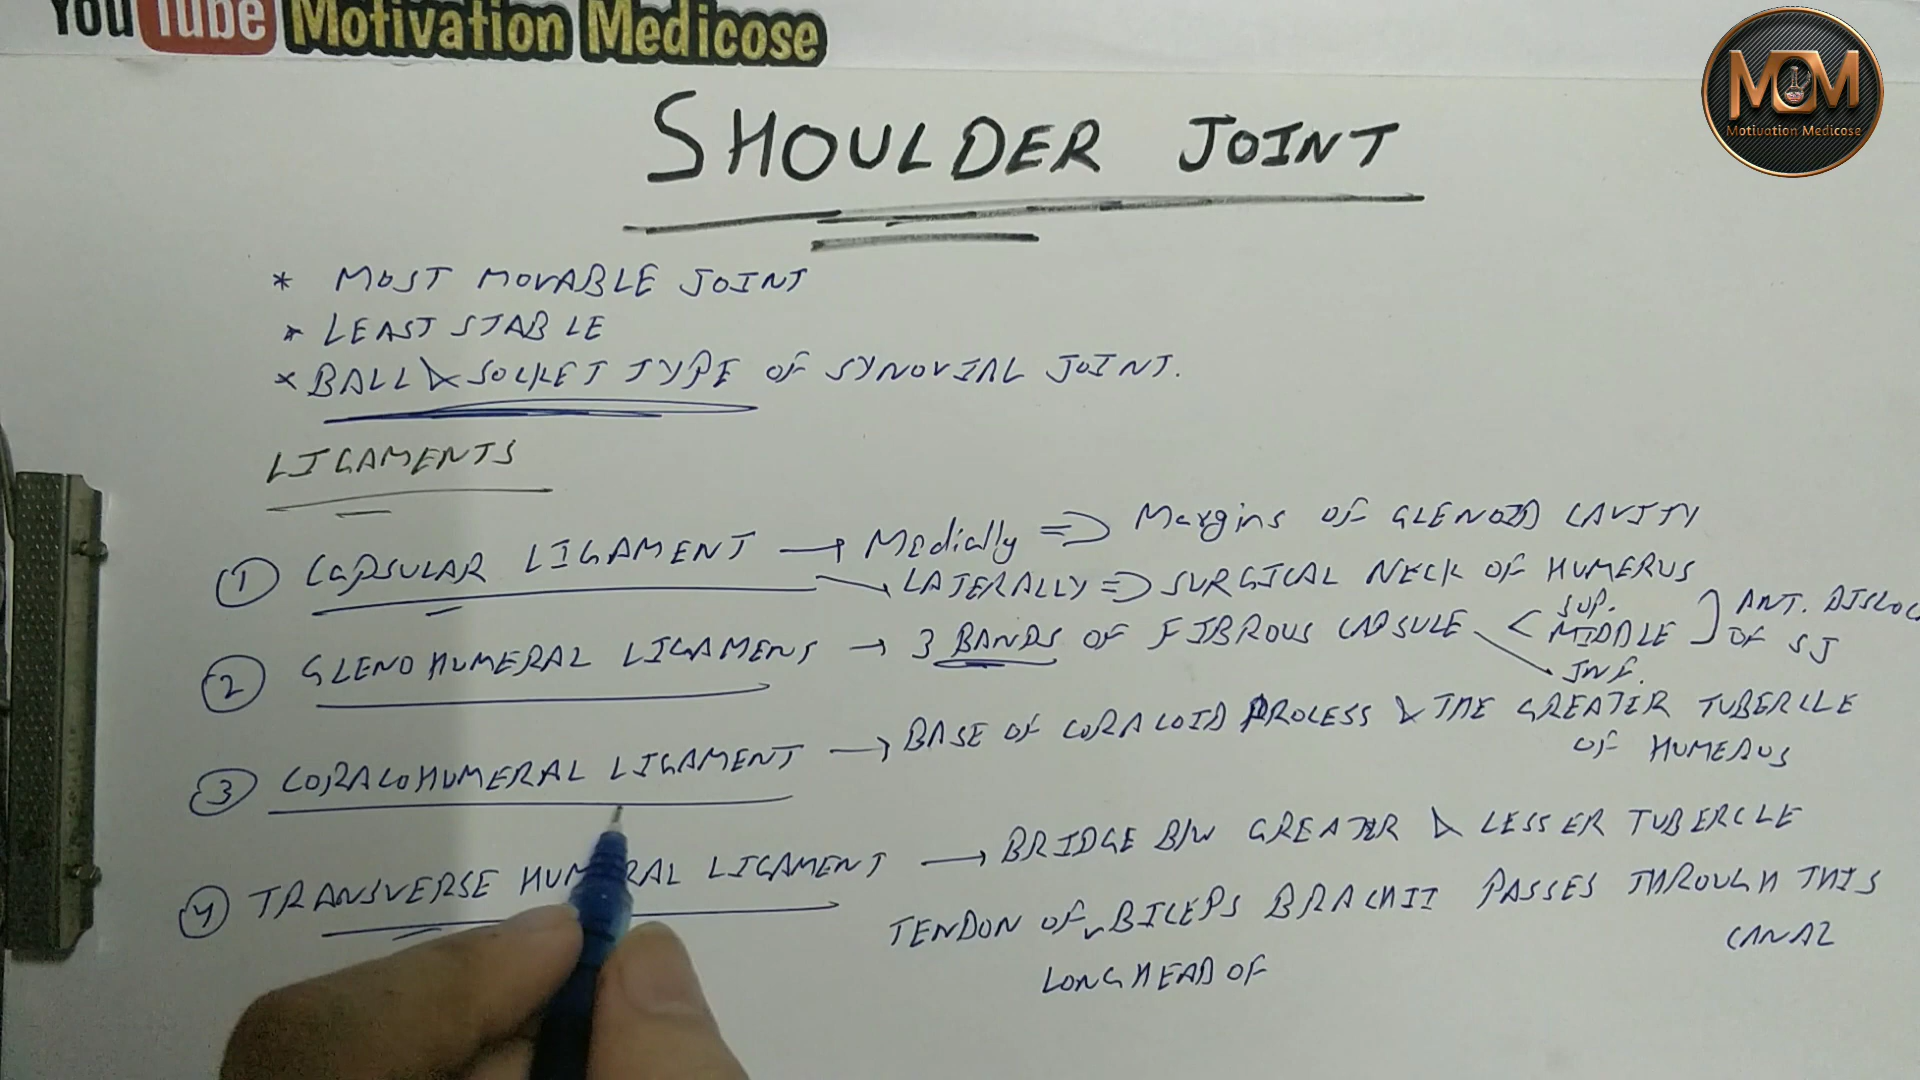 You Tube Motivation Medicose
MOM
Motivation Medicose
SHOULDER JOINT
* MOST MOVABLE JOINT
* LEAST STABLE
* BALL & SOCKET TYPE OF SYNOVIAL JOINT.
LIGAMENTS
① CAPSULAR LIGAMENT → Medially ⇒ Margins OF GLENOID CAVITY
→ LATERALLY ⇒ SURGICAL NECK OF HUMERUS
② GLENOHUMERAL LIGAMENT → 3 BANDS OF FIBROUS CAPSULE < SUP. MIDDLE INF. ] ANT. DISLOC OF SJ
③ CORACOHUMERAL LIGAMENT → BASE OF CORACOID PROCESS & THE GREATER TUBERCLE
OF HUMERUS
④ TRANSVERSE HUMERAL LIGAMENT → BRIDGE B/W GREATER & LESSER TUBERCLE
TENDON OF BICEPS BRACHII PASSES THROUGH THIS
CANAL
LONG HEAD OF